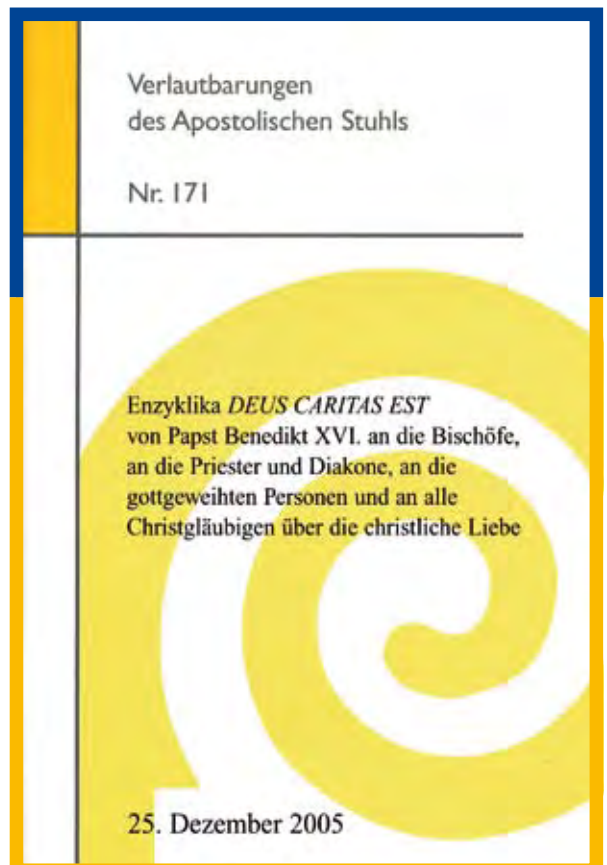 Verlautbarungen
des Apostolischen Stuhls
Nr. 171
Enzyklika DEUS CARITAS EST
von Papst Benedikt XVI. an die Bischöfe,
an die Priester und Diakone, an die
gottgeweihten Personen und an alle
Christgläubigen über die christliche Liebe
25. Dezember 2005